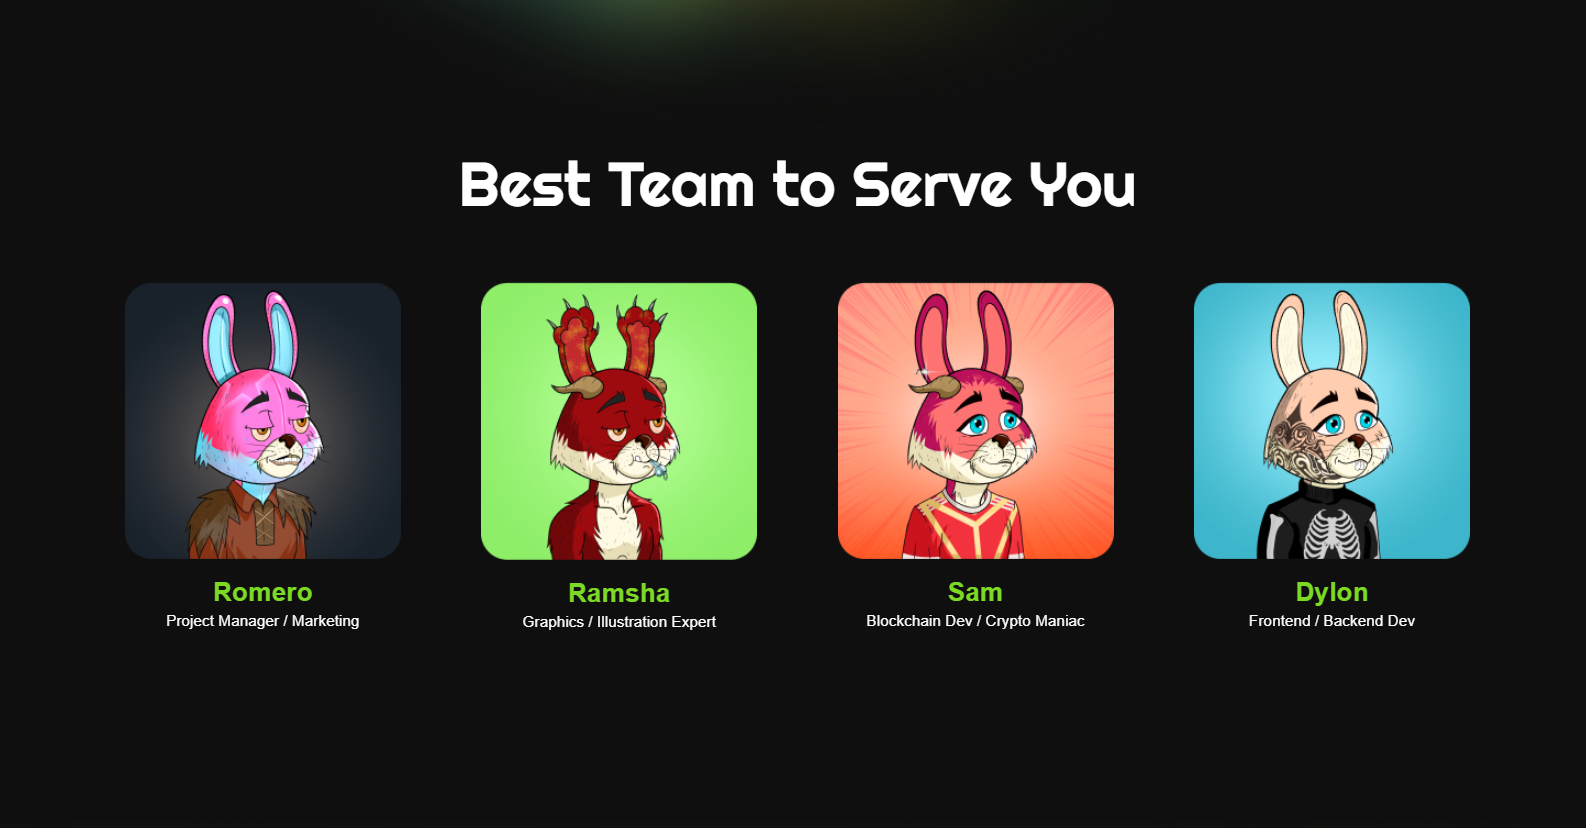 Best Team to Serve You
Romero
Project Manager / Marketing
Ramsha
Graphics / Illustration Expert
Sam
Blockchain Dev / Crypto Maniac
Dylon
Frontend / Backend Dev